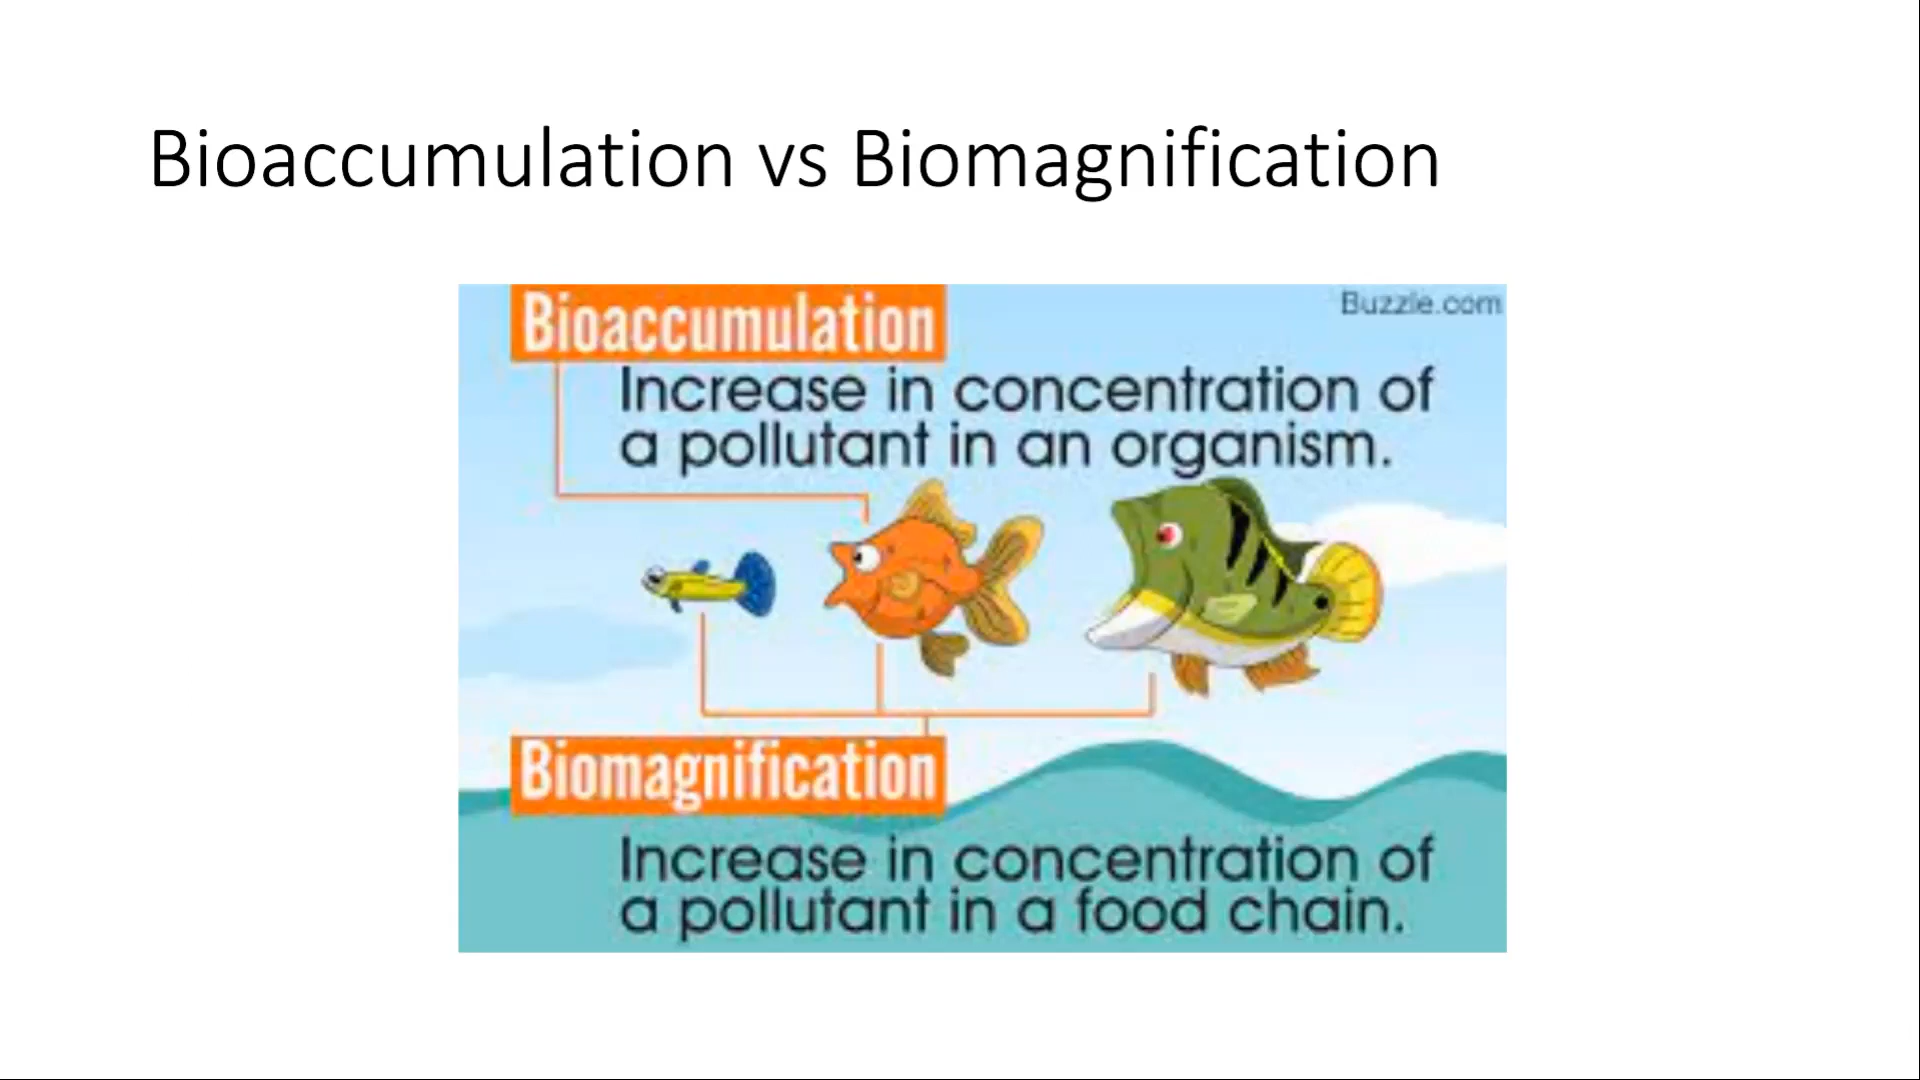 Bioaccumulation vs Biomagnification
Buzzle.com
Bioaccumulation
Increase in concentration of
a pollutant in an organism.
Biomagnification
Increase in concentration of
a pollutant in a food chain.